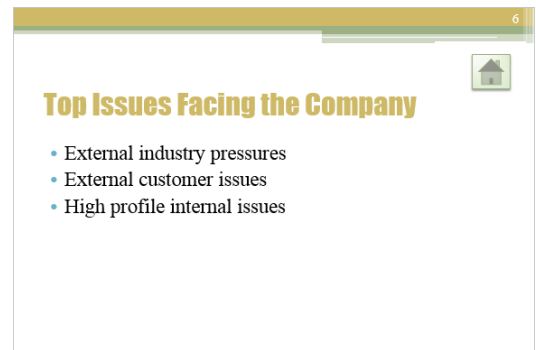 6
Top Issues Facing the Company
• External industry pressures
• External customer issues
• High profile internal issues